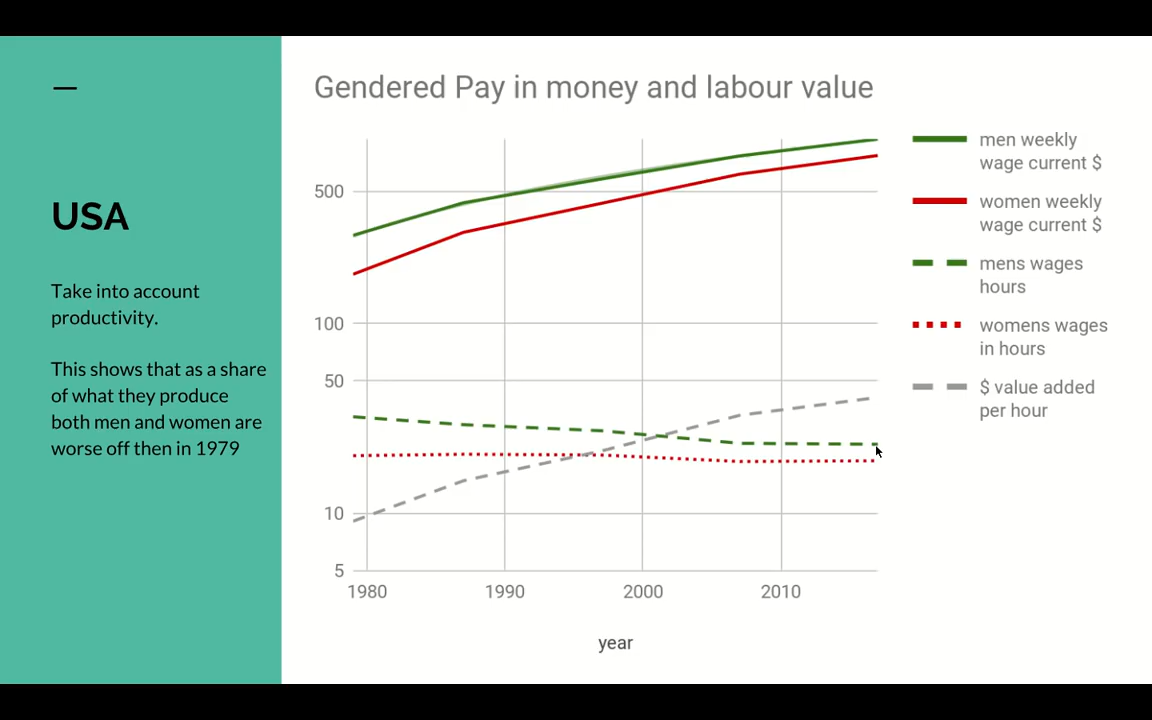 USA
Take into account
productivity.
This shows that as a share
of what they produce
both men and women are
worse off then in 1979
Gendered Pay in money and labour value
500
100
50
10
5
1980 1990 2000 2010
year
men weekly
wage current $
women weekly
wage current $
mens wages
hours
womens wages
in hours
$ value added
per hour